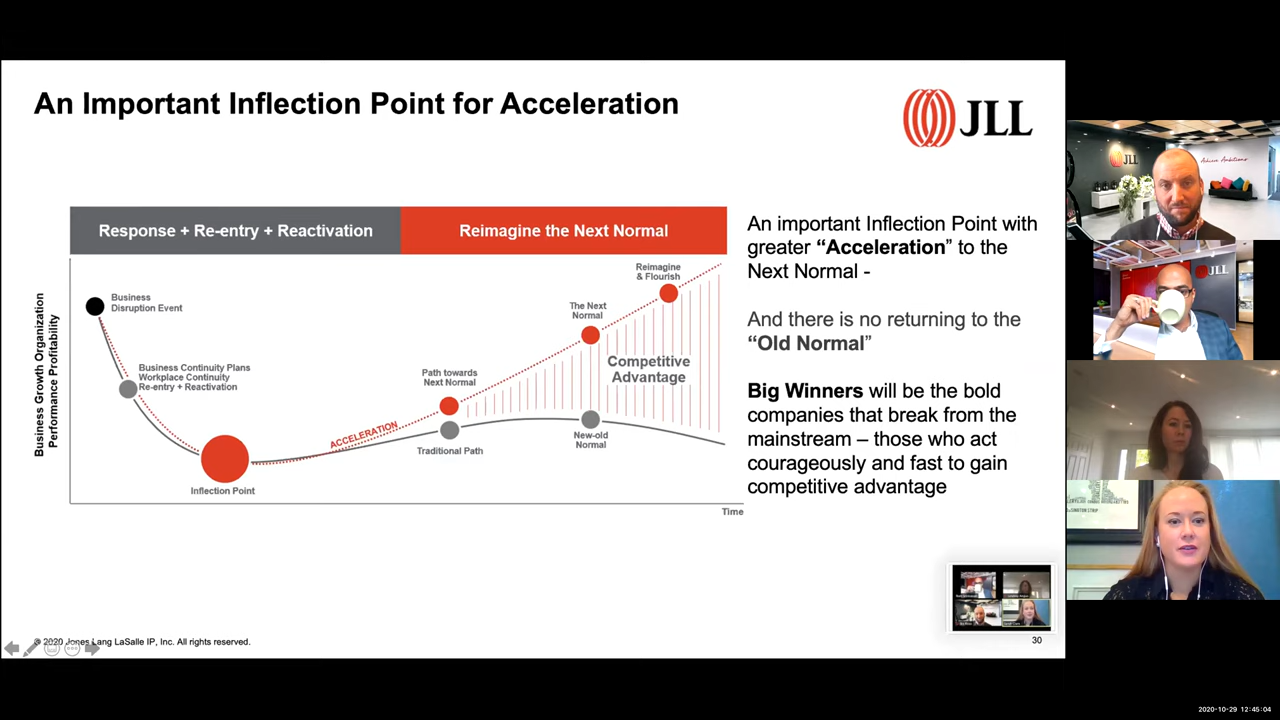 An Important Inflection Point for Acceleration
JLL
Response + Re-entry + Reactivation
Reimagine the Next Normal
Business Growth Organization
Performance Profitability
Business
Disruption Event
Business Continuity Plans
Workplace Continuity
Re-entry + Reactivation
Inflection Point
ACCELERATION
Path towards
Next Normal
Traditional Path
The Next
Normal
New-old
Normal
Reimagine
& Flourish
Competitive
Advantage
Time
An important Inflection Point with
greater “Acceleration” to the
Next Normal -
And there is no returning to the
“Old Normal”
Big Winners will be the bold
companies that break from the
mainstream – those who act
courageously and fast to gain
competitive advantage
© 2020 Jones Lang LaSalle IP, Inc. All rights reserved.
30
JLL
Achieve Ambitions
JLL
2020-10-29 12:45:04